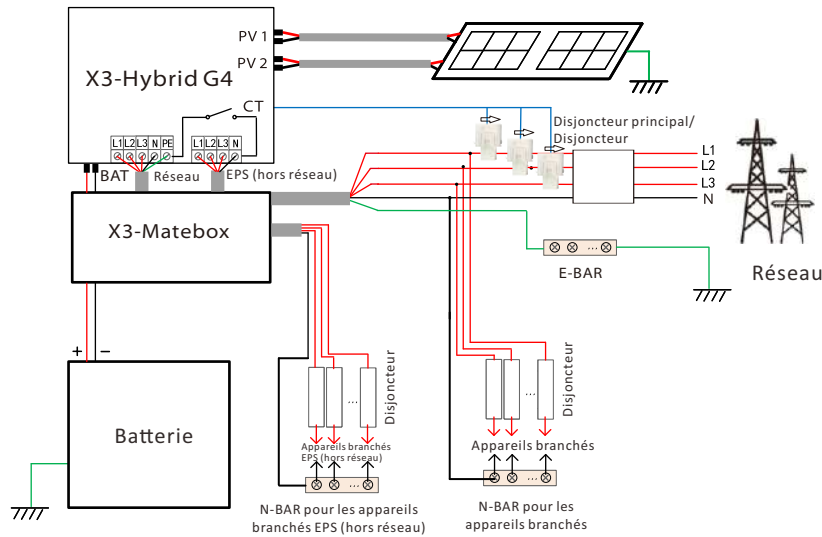 PV 1
PV 2
X3-Hybrid G4
CT
L1 L2 L3 N PE
L1 L2 L3 N
BAT
Réseau
EPS (hors réseau)
Disjoncteur principal/
Disjoncteur
L1
L2
L3
N
X3-Matebox
E-BAR
Réseau
+ −
Batterie
Disjoncteur
...
Appareils branchés
EPS (hors réseau)
...
N-BAR pour les appareils
branchés EPS (hors réseau)
Disjoncteur
...
Appareils branchés
...
N-BAR pour les
appareils branchés
...